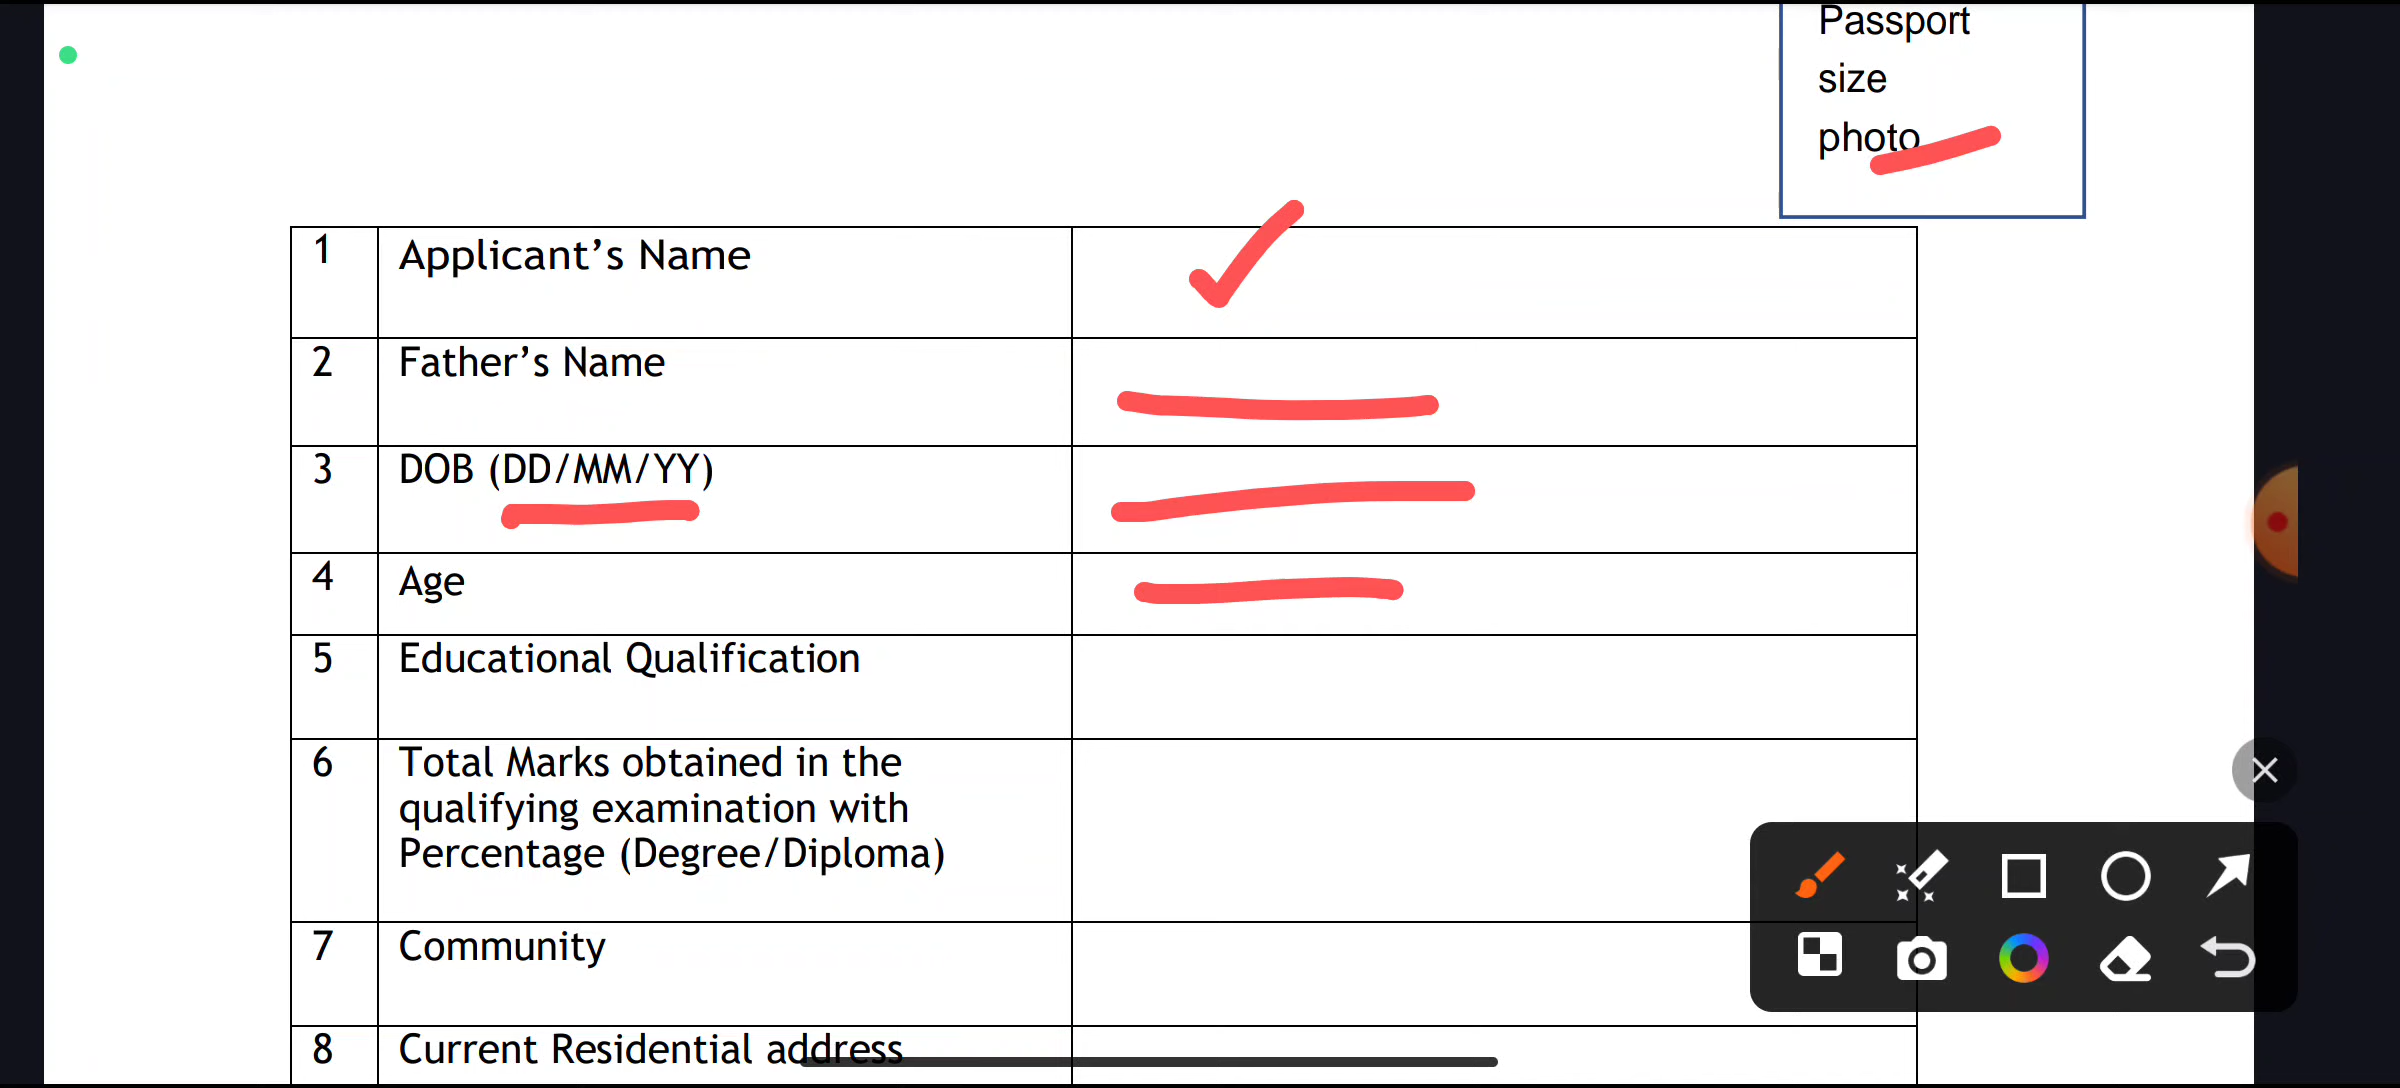 Passport
size
photo
1 Applicant’s Name
2 Father’s Name
3 DOB (DD/MM/YY)
4 Age
5 Educational Qualification
6 Total Marks obtained in the
qualifying examination with
Percentage (Degree/Diploma)
7 Community
8 Current Residential address